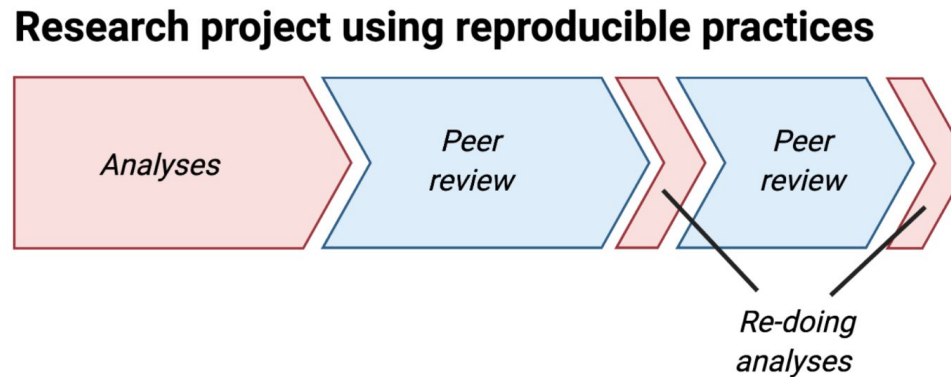 Research project using reproducible practices
Analyses
Peer
review
Peer
review
Re-doing
analyses